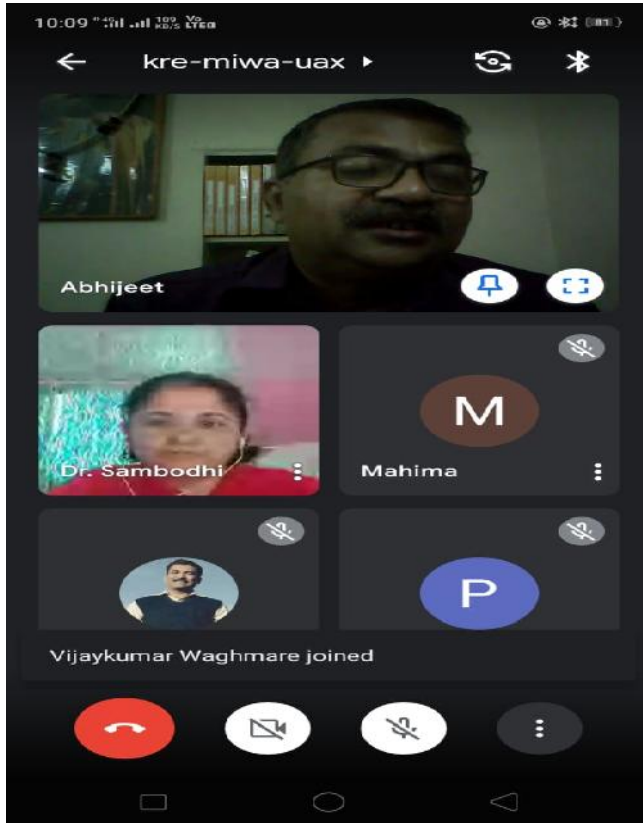 10:09
kre-miwa-uax
Abhijeet
Dr. Sambodhi
Mahima
M
P
Vijaykumar Waghmare joined